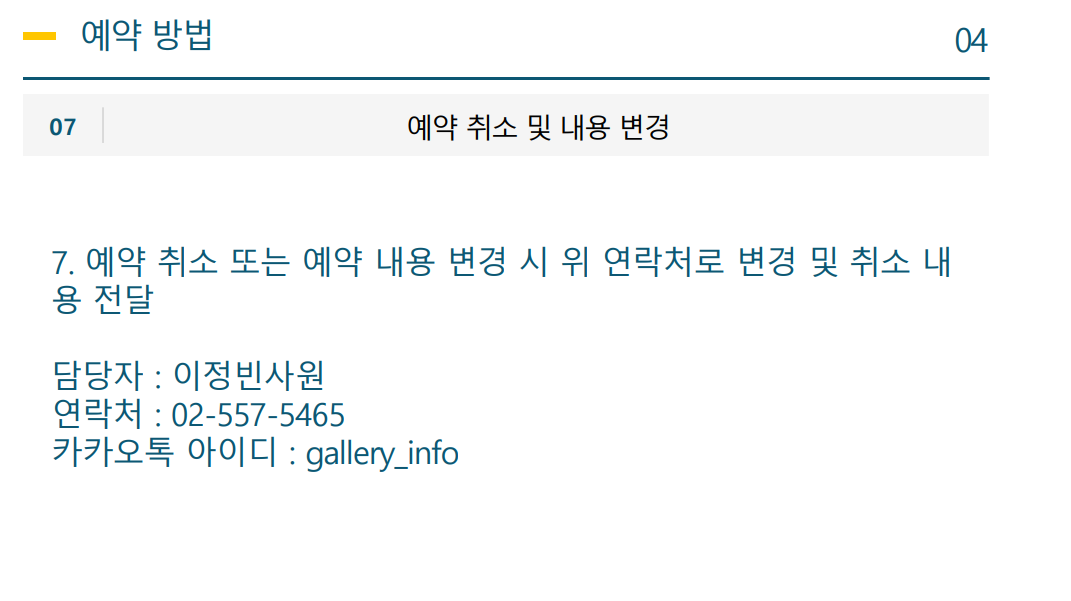 예약 방법
04
07
예약 취소 및 내용 변경
7. 예약 취소 또는 예약 내용 변경 시 위 연락처로 변경 및 취소 내
용 전달
담당자 : 이정빈사원
연락처 : 02-557-5465
카카오톡 아이디 : gallery_info